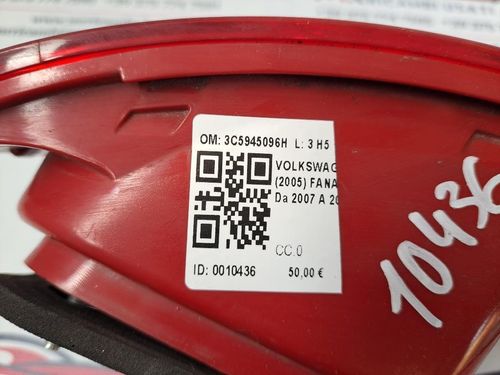 OM: 3C5945096H L: 3 H5
VOLKSWAG
(2005) FANA
Da 2007 A 20
CC:0
ID: 0010436 50,00 €
10436